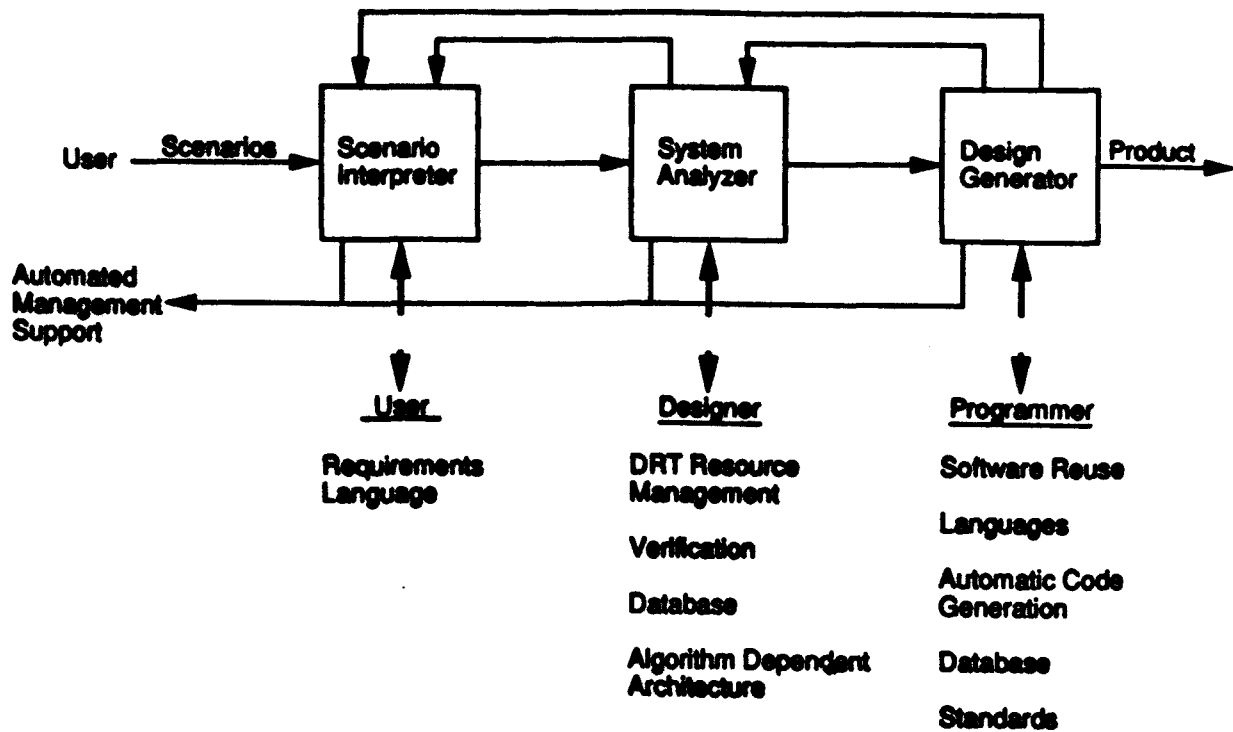 User
Scenarios
Scenario
Interpreter
System
Analyzer
Design
Generator
Product
Automated
Management
Support
User
Requirements
Language
Designer
DRT Resource
Management
Verification
Database
Algorithm Dependent
Architecture
Programmer
Software Reuse
Languages
Automatic Code
Generation
Database
Standards